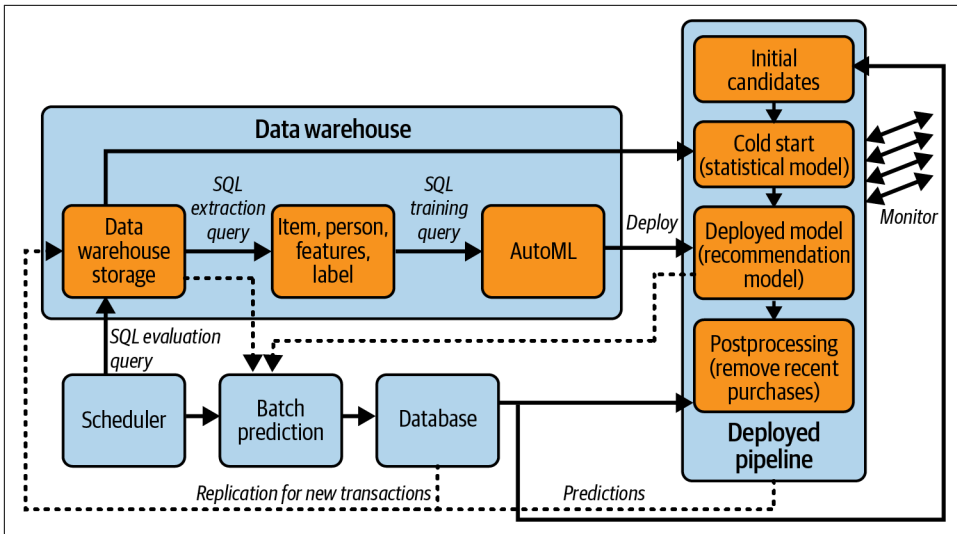 Initial
candidates
Data warehouse
Cold start
(statistical model)
SQL
extraction
query
SQL
training
query
Monitor
Data
warehouse
storage
Item, person,
features,
label
AutoML
Deploy
Deployed model
(recommendation
model)
SQL evaluation
query
Postprocessing
(remove recent
purchases)
Scheduler
Batch
prediction
Database
Deployed
pipeline
Replication for new transactions
Predictions